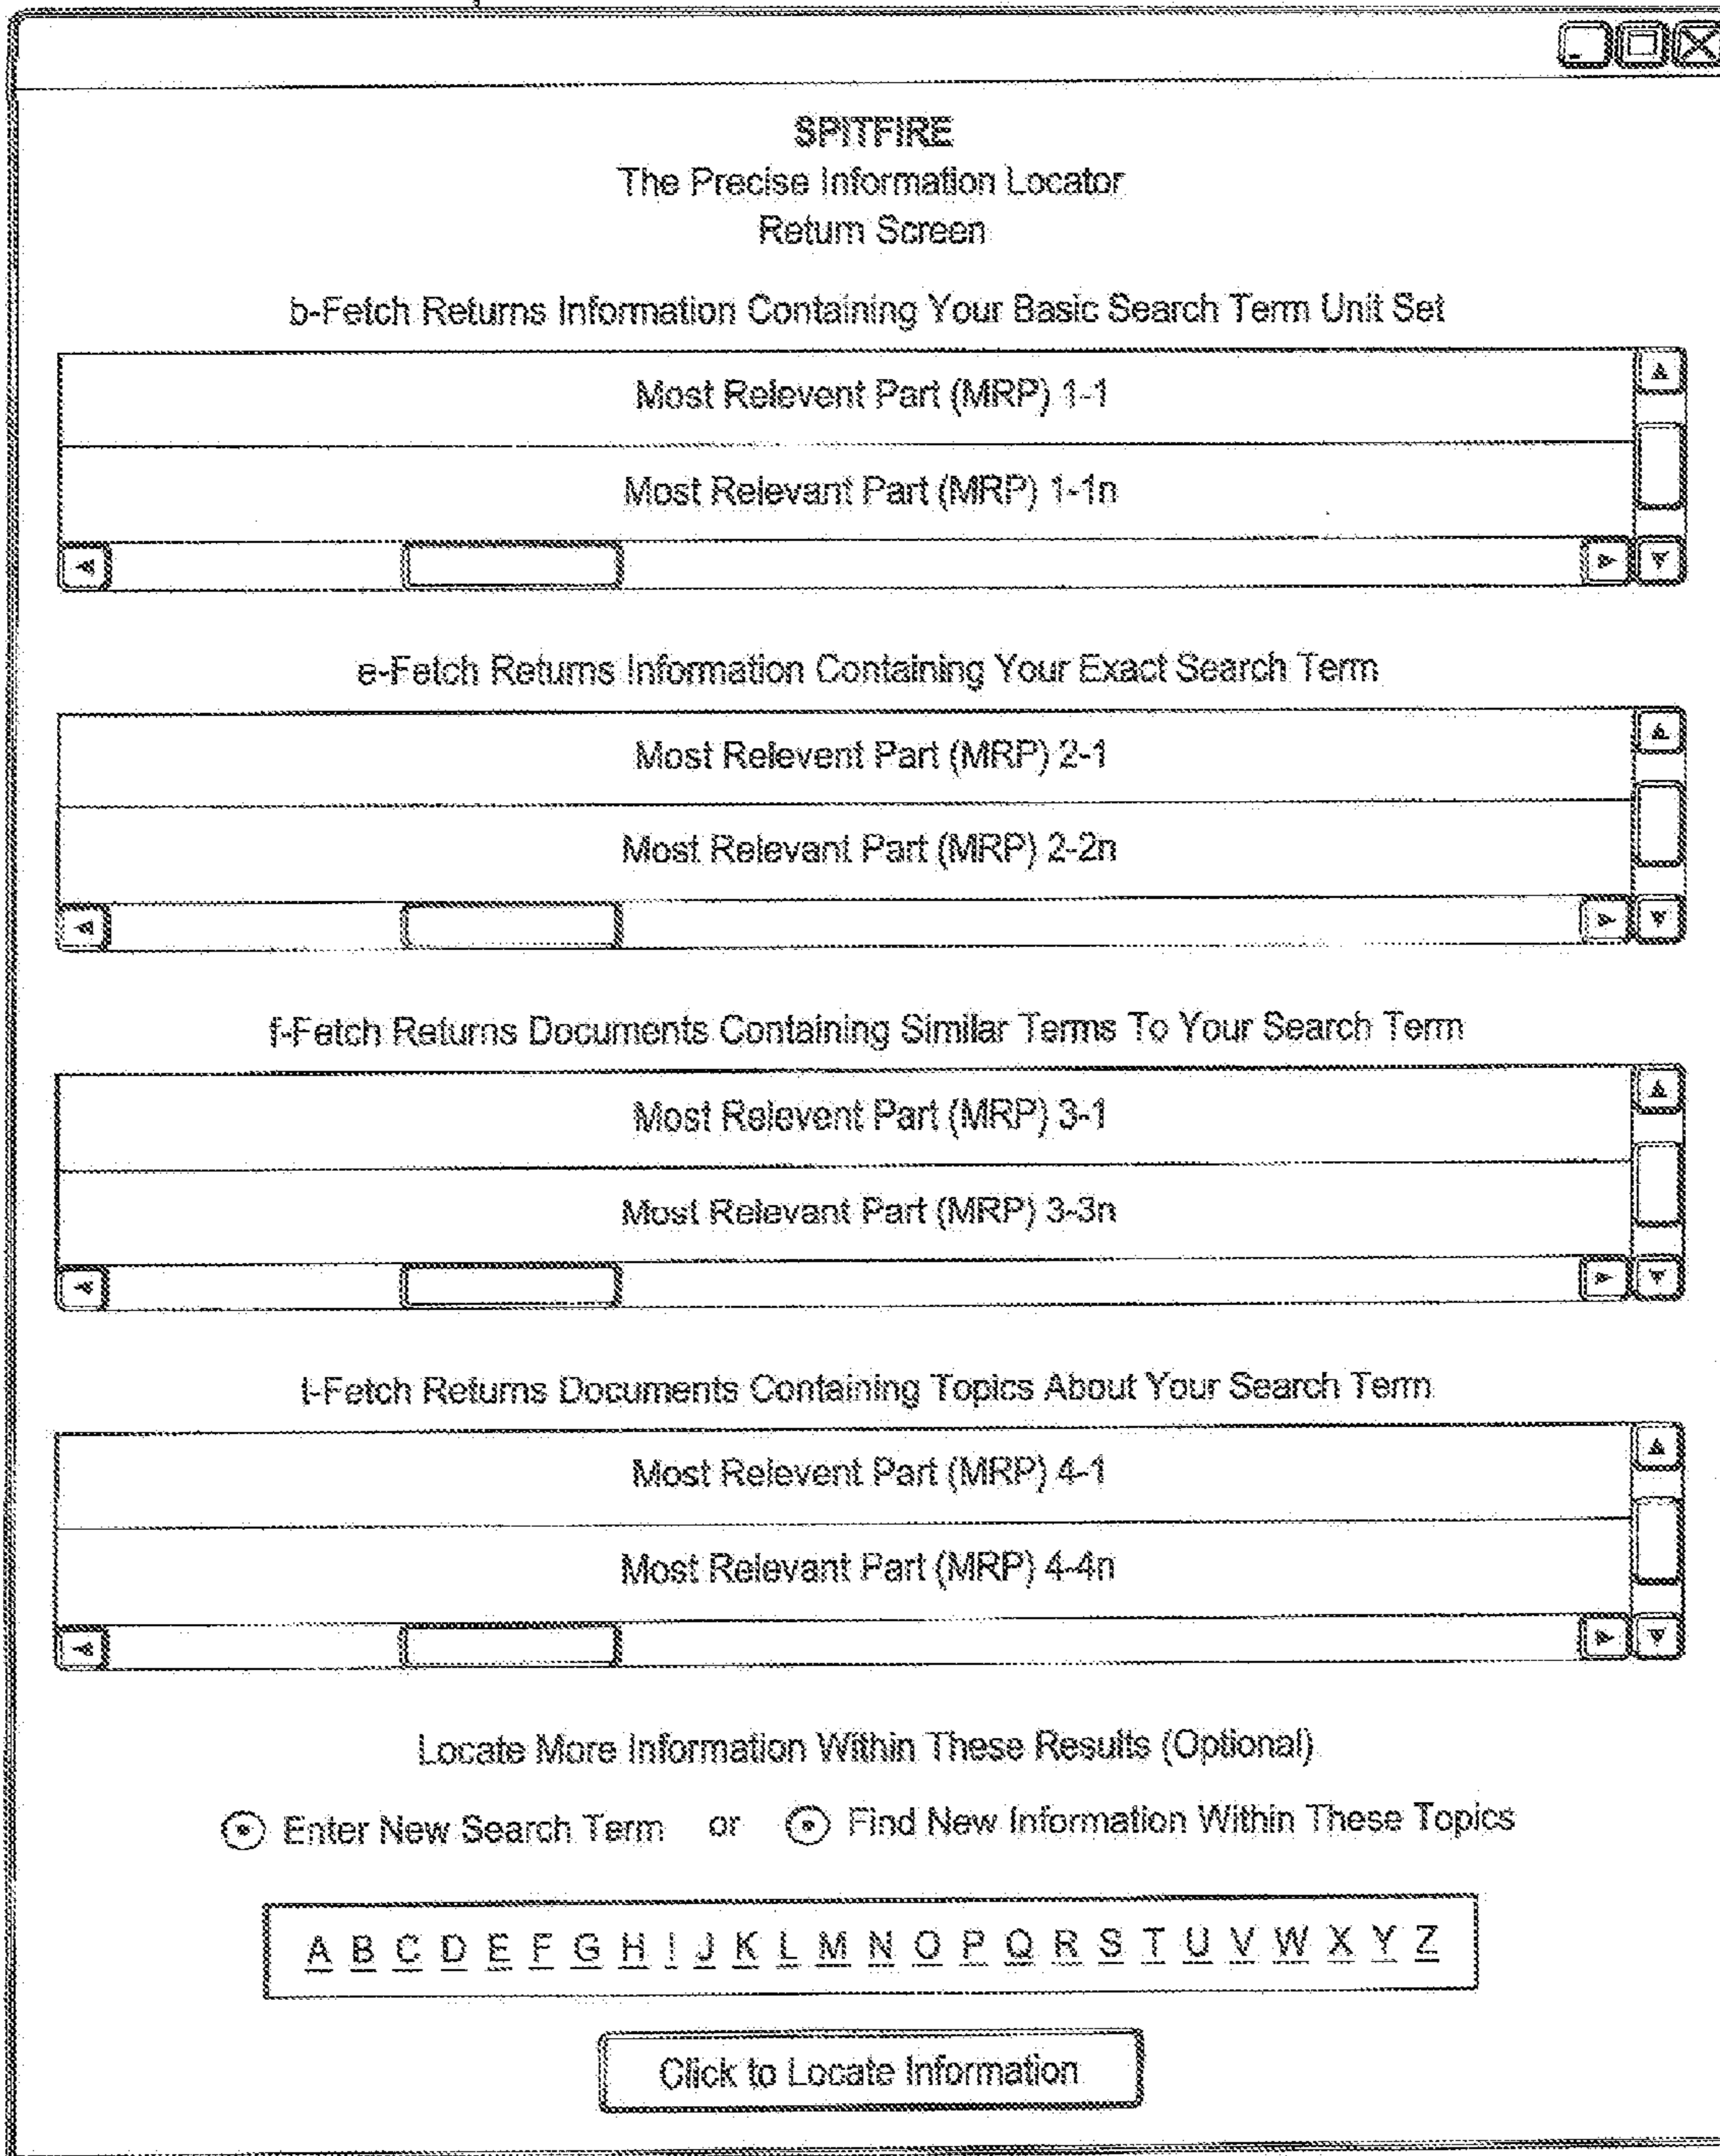 SPITFIRE
The Precise Information Locator
Return Screen
b-Fetch Returns Information Containing Your Basic Search Term Unit Set
Most Relevent Part (MRP) 1-1
Most Relevant Part (MRP) 1-1n
e-Fetch Returns Information Containing Your Exact Search Term
Most Relevent Part (MRP) 2-1
Most Relevant Part (MRP) 2-2n
f-Fetch Returns Documents Containing Similar Terms To Your Search Term
Most Relevent Part (MRP) 3-1
Most Relevant Part (MRP) 3-3n
t-Fetch Returns Documents Containing Topics About Your Search Term
Most Relevent Part (MRP) 4-1
Most Relevant Part (MRP) 4-4n
Locate More Information Within These Results (Optional)
Enter New Search Term or Find New Information Within These Topics
A B C D E F G H I J K L M N O P Q R S T U V W X Y Z
Click to Locate Information